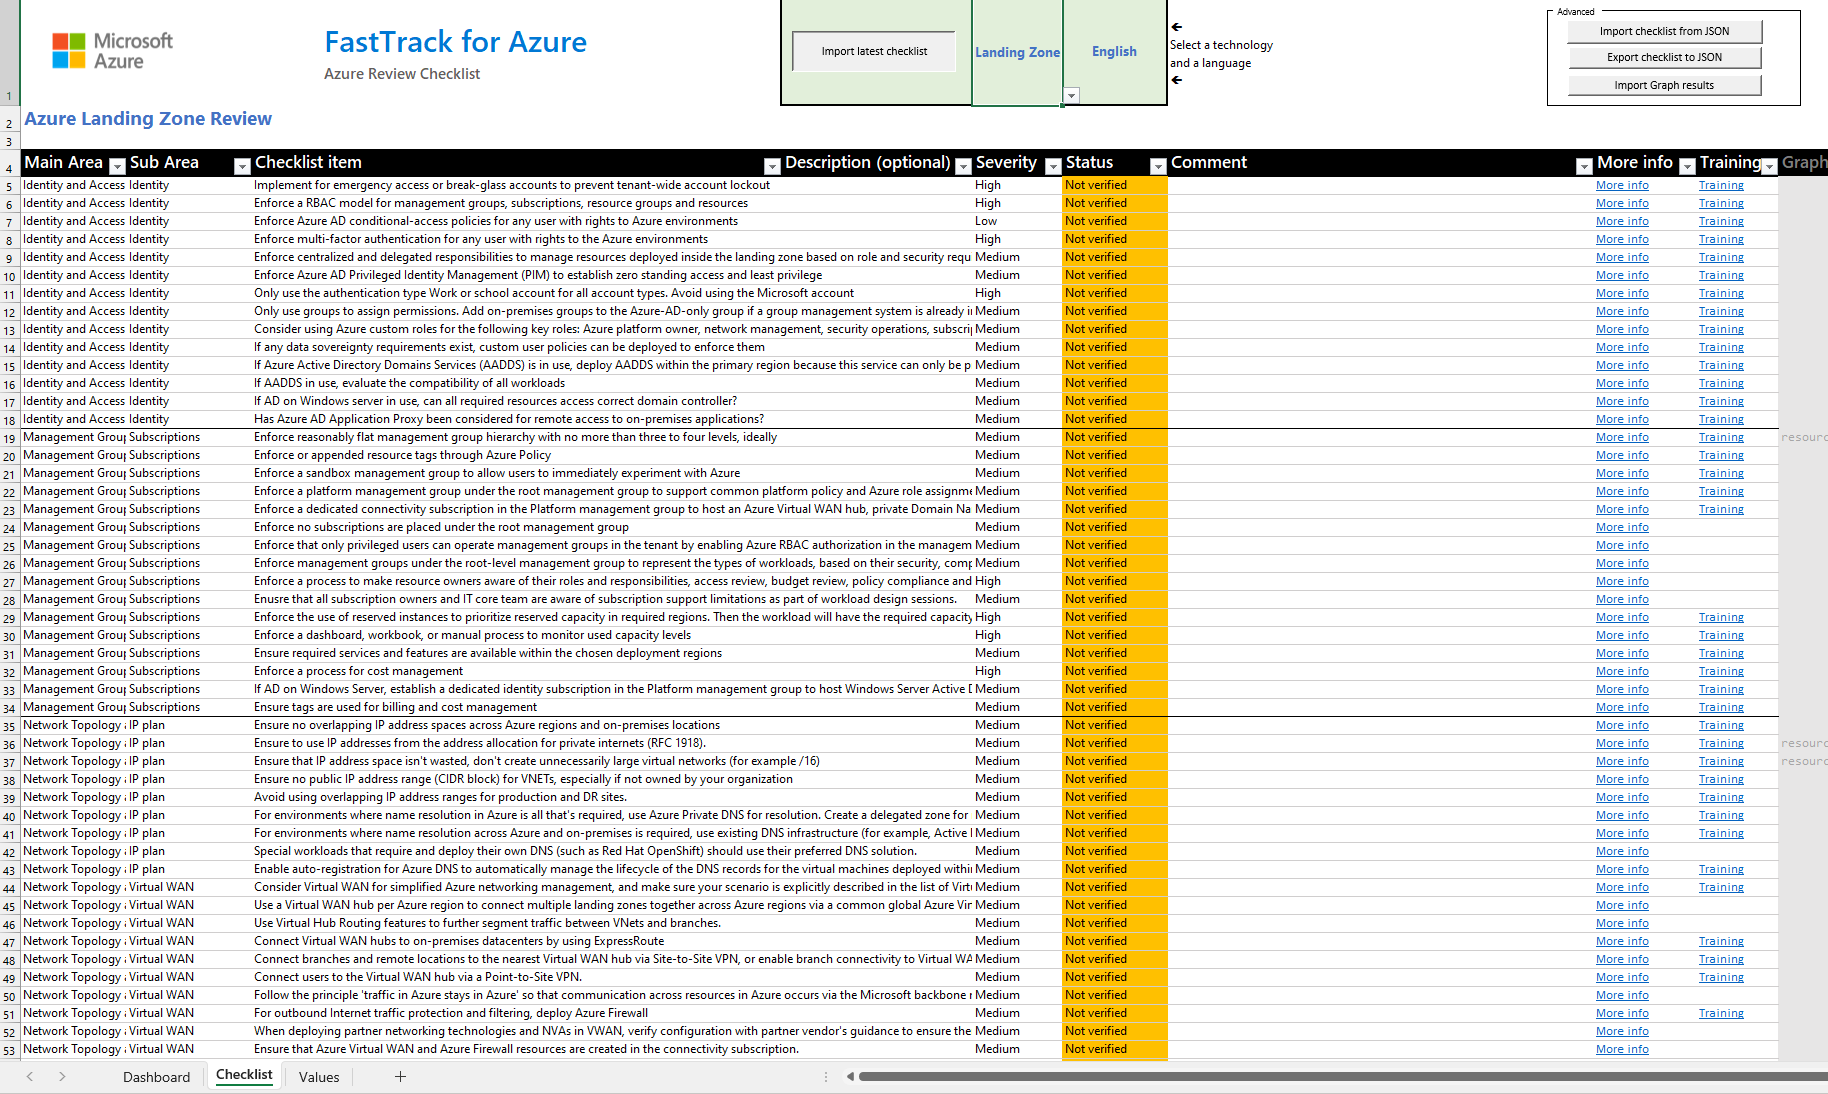 Microsoft
Azure
FastTrack for Azure
Azure Review Checklist
Import latest checklist
Landing Zone
English
←
Select a technology
and a language
←
Advanced
Import checklist from JSON
Export checklist to JSON
Import Graph results
1
2 Azure Landing Zone Review
3
4 Main Area Sub Area Checklist item Description (optional) Severity Status Comment More info Training Graph
5 Identity and Access Identity Implement for emergency access or break-glass accounts to prevent tenant-wide account lockout High Not verified More info Training
6 Identity and Access Identity Enforce a RBAC model for management groups, subscriptions, resource groups and resources High Not verified More info Training
7 Identity and Access Identity Enforce Azure AD conditional-access policies for any user with rights to Azure environments Low Not verified More info Training
8 Identity and Access Identity Enforce multi-factor authentication for any user with rights to the Azure environments High Not verified More info Training
9 Identity and Access Identity Enforce centralized and delegated responsibilities to manage resources deployed inside the landing zone based on role and security requ Medium Not verified More info Training
10 Identity and Access Identity Enforce Azure AD Privileged Identity Management (PIM) to establish zero standing access and least privilege Medium Not verified More info Training
11 Identity and Access Identity Only use the authentication type Work or school account for all account types. Avoid using the Microsoft account High Not verified More info Training
12 Identity and Access Identity Only use groups to assign permissions. Add on-premises groups to the Azure-AD-only group if a group management system is already i Medium Not verified More info Training
13 Identity and Access Identity Consider using Azure custom roles for the following key roles: Azure platform owner, network management, security operations, subscri Medium Not verified More info Training
14 Identity and Access Identity If any data sovereignty requirements exist, custom user policies can be deployed to enforce them Medium Not verified More info Training
15 Identity and Access Identity If Azure Active Directory Domains Services (AADDS) is in use, deploy AADDS within the primary region because this service can only be p Medium Not verified More info Training
16 Identity and Access Identity If AADDS in use, evaluate the compatibility of all workloads Medium Not verified More info Training
17 Identity and Access Identity If AD on Windows server in use, can all required resources access correct domain controller? Medium Not verified More info Training
18 Identity and Access Identity Has Azure AD Application Proxy been considered for remote access to on-premises applications? Medium Not verified More info Training
19 Management Grou Subscriptions Enforce reasonably flat management group hierarchy with no more than three to four levels, ideally Medium Not verified More info Training resourc
20 Management Grou Subscriptions Enforce or appended resource tags through Azure Policy Medium Not verified More info Training
21 Management Grou Subscriptions Enforce a sandbox management group to allow users to immediately experiment with Azure Medium Not verified More info Training
22 Management Grou Subscriptions Enforce a platform management group under the root management group to support common platform policy and Azure role assignm Medium Not verified More info Training
23 Management Grou Subscriptions Enforce a dedicated connectivity subscription in the Platform management group to host an Azure Virtual WAN hub, private Domain Na Medium Not verified More info Training
24 Management Grou Subscriptions Enforce no subscriptions are placed under the root management group Medium Not verified More info
25 Management Grou Subscriptions Enforce that only privileged users can operate management groups in the tenant by enabling Azure RBAC authorization in the managem Medium Not verified More info
26 Management Grou Subscriptions Enforce management groups under the root-level management group to represent the types of workloads, based on their security, comp Medium Not verified More info
27 Management Grou Subscriptions Enforce a process to make resource owners aware of their roles and responsibilities, access review, budget review, policy compliance and High Not verified More info
28 Management Grou Subscriptions Enusre that all subscription owners and IT core team are aware of subscription support limitations as part of workload design sessions. Medium Not verified More info
29 Management Grou Subscriptions Enforce the use of reserved instances to prioritize reserved capacity in required regions. Then the workload will have the required capacity High Not verified More info Training
30 Management Grou Subscriptions Enforce a dashboard, workbook, or manual process to monitor used capacity levels High Not verified More info Training
31 Management Grou Subscriptions Ensure required services and features are available within the chosen deployment regions Medium Not verified More info Training
32 Management Grou Subscriptions Enforce a process for cost management High Not verified More info Training
33 Management Grou Subscriptions If AD on Windows Server, establish a dedicated identity subscription in the Platform management group to host Windows Server Active Medium Not verified More info Training
34 Management Grou Subscriptions Ensure tags are used for billing and cost management Medium Not verified More info Training
35 Network Topology IP plan Ensure no overlapping IP address spaces across Azure regions and on-premises locations Medium Not verified More info Training
36 Network Topology IP plan Ensure to use IP addresses from the address allocation for private internets (RFC 1918). Medium Not verified More info Training resourc
37 Network Topology IP plan Ensure that IP address space isn't wasted, don't create unnecessarily large virtual networks (for example /16) Medium Not verified More info Training resourc
38 Network Topology IP plan Ensure no public IP address range (CIDR block) for VNETs, especially if not owned by your organization Medium Not verified More info Training
39 Network Topology IP plan Avoid using overlapping IP address ranges for production and DR sites. Medium Not verified More info Training
40 Network Topology IP plan For environments where name resolution in Azure is all that's required, use Azure Private DNS for resolution. Create a delegated zone for Medium Not verified More info Training
41 Network Topology IP plan For environments where name resolution across Azure and on-premises is required, use existing DNS infrastructure (for example, Active Medium Not verified More info Training
42 Network Topology IP plan Special workloads that require and deploy their own DNS (such as Red Hat OpenShift) should use their preferred DNS solution. Medium Not verified More info
43 Network Topology IP plan Enable auto-registration for Azure DNS to automatically manage the lifecycle of the DNS records for the virtual machines deployed withi Medium Not verified More info Training
44 Network Topology Virtual WAN Consider Virtual WAN for simplified Azure networking management, and make sure your scenario is explicitly described in the list of Virt Medium Not verified More info Training
45 Network Topology Virtual WAN Use a Virtual WAN hub per Azure region to connect multiple landing zones together across Azure regions via a common global Azure Vir Medium Not verified More info
46 Network Topology Virtual WAN Use Virtual Hub Routing features to further segment traffic between VNets and branches. Medium Not verified More info
47 Network Topology Virtual WAN Connect Virtual WAN hubs to on-premises datacenters by using ExpressRoute Medium Not verified More info Training
48 Network Topology Virtual WAN Connect branches and remote locations to the nearest Virtual WAN hub via Site-to-Site VPN, or enable branch connectivity to Virtual WA Medium Not verified More info Training
49 Network Topology Virtual WAN Connect users to the Virtual WAN hub via a Point-to-Site VPN. Medium Not verified More info Training
50 Network Topology Virtual WAN Follow the principle 'traffic in Azure stays in Azure' so that communication across resources in Azure occurs via the Microsoft backbone Medium Not verified More info
51 Network Topology Virtual WAN For outbound Internet traffic protection and filtering, deploy Azure Firewall Medium Not verified More info Training
52 Network Topology Virtual WAN When deploying partner networking technologies and NVAs in VWAN, verify configuration with partner vendor's guidance to ensure the Medium Not verified More info
53 Network Topology Virtual WAN Ensure that Azure Virtual WAN and Azure Firewall resources are created in the connectivity subscription. Medium Not verified More info
Dashboard Checklist Values +